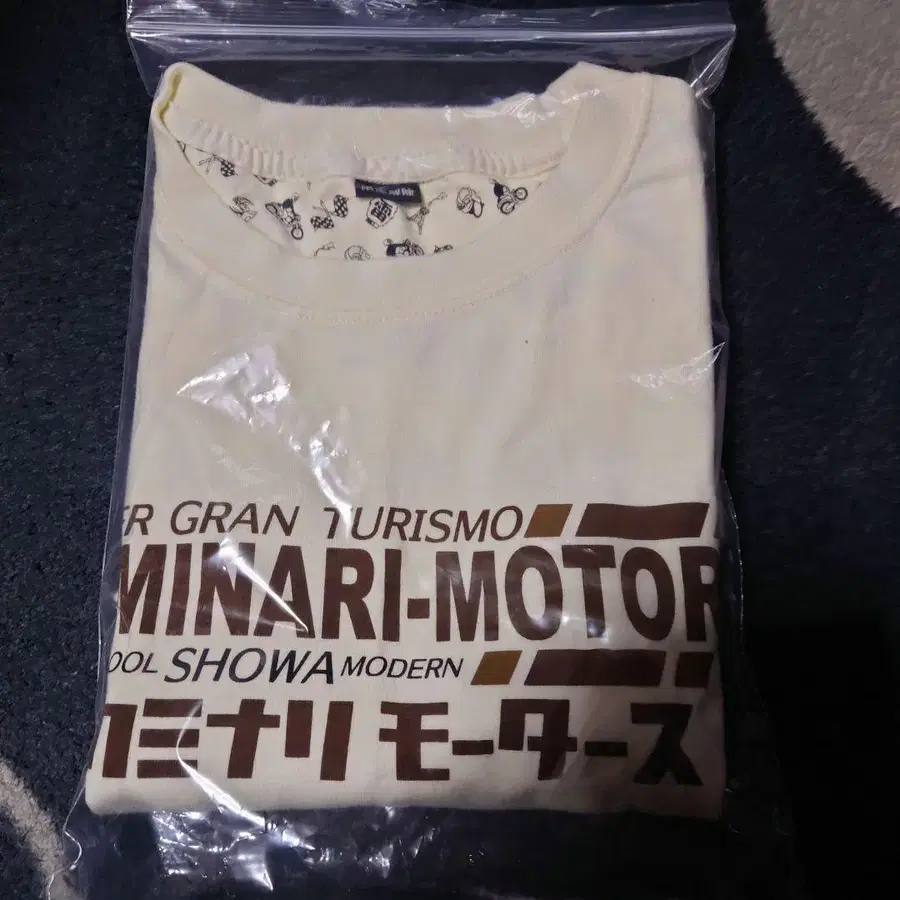 ER GRAN TURISMO
MINARI-MOTOR
OOL SHOWA MODERN
カミナリ モータース